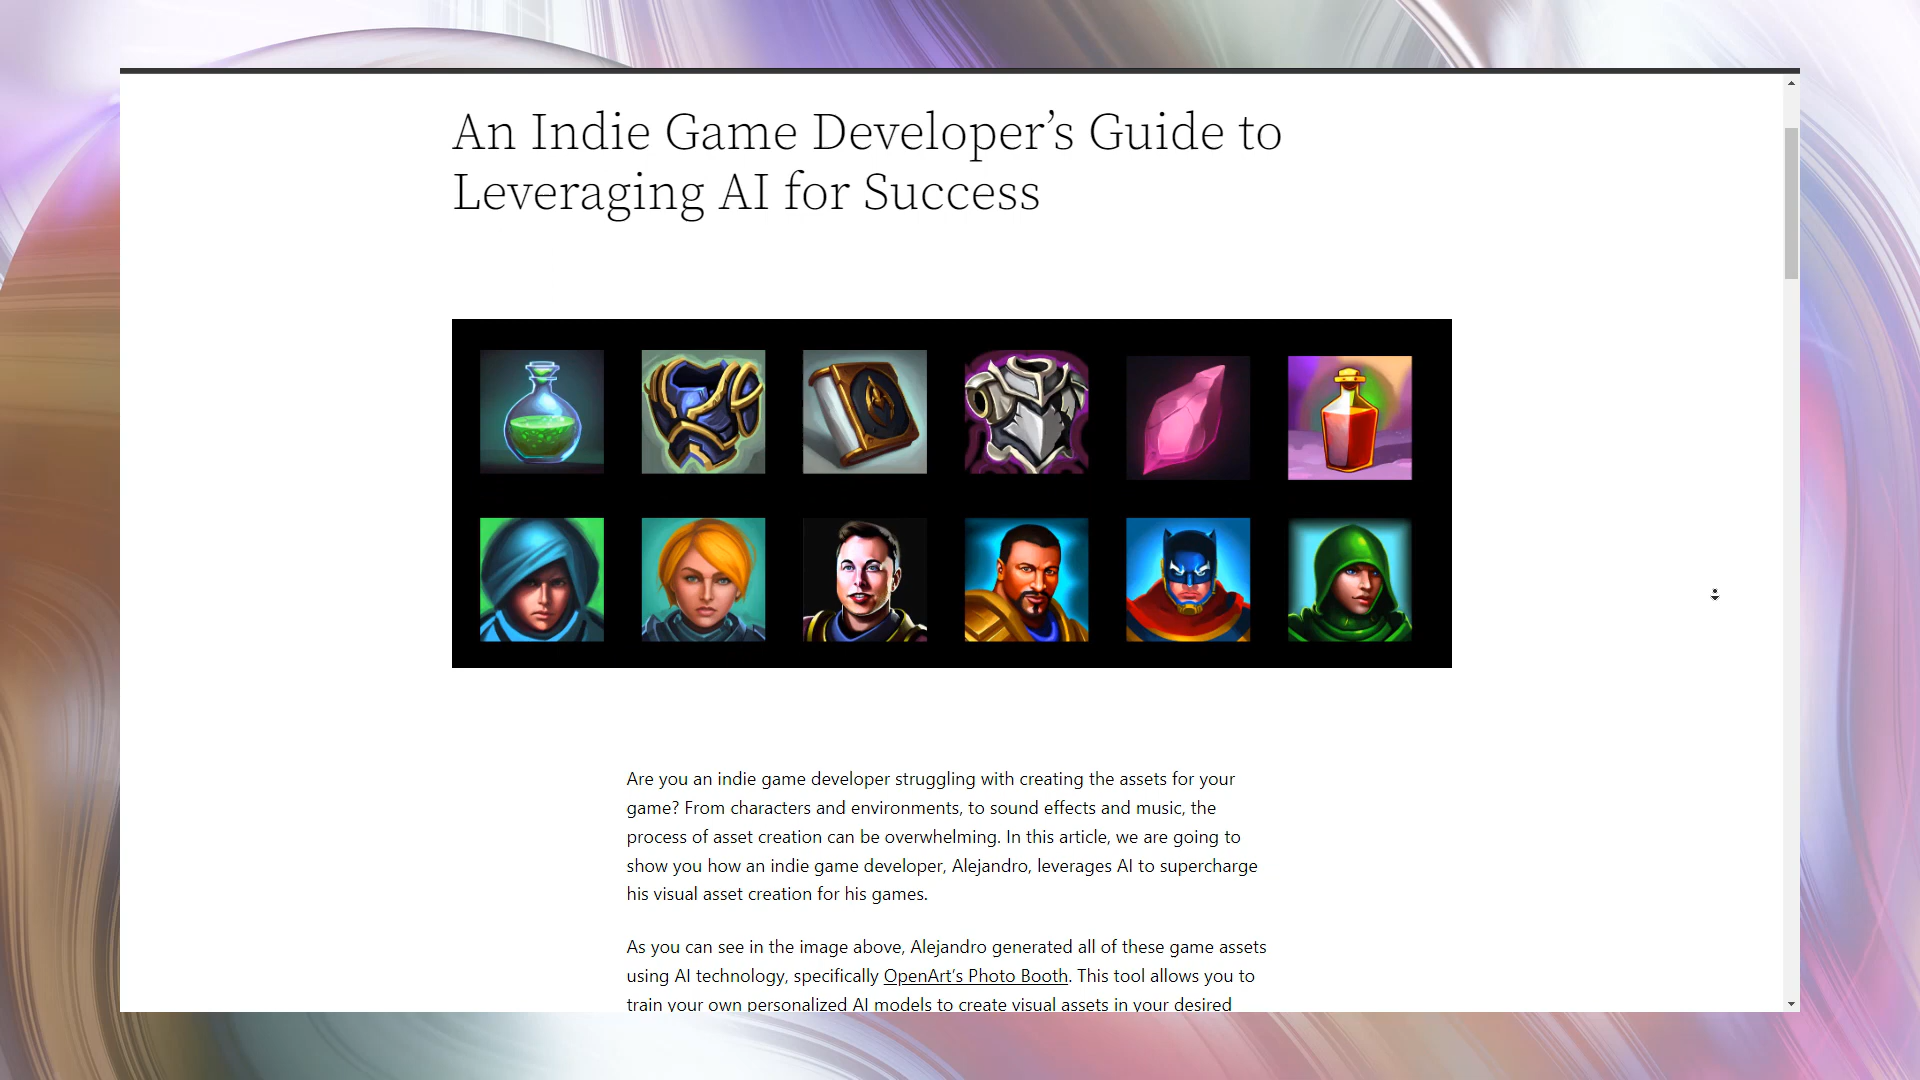 An Indie Game Developer’s Guide to
Leveraging AI for Success
Are you an indie game developer struggling with creating the assets for your
game? From characters and environments, to sound effects and music, the
process of asset creation can be overwhelming. In this article, we are going to
show you how an indie game developer, Alejandro, leverages AI to supercharge
his visual asset creation for his games.
As you can see in the image above, Alejandro generated all of these game assets
using AI technology, specifically OpenArt’s Photo Booth. This tool allows you to
train your own personalized AI models to create visual assets in your desired